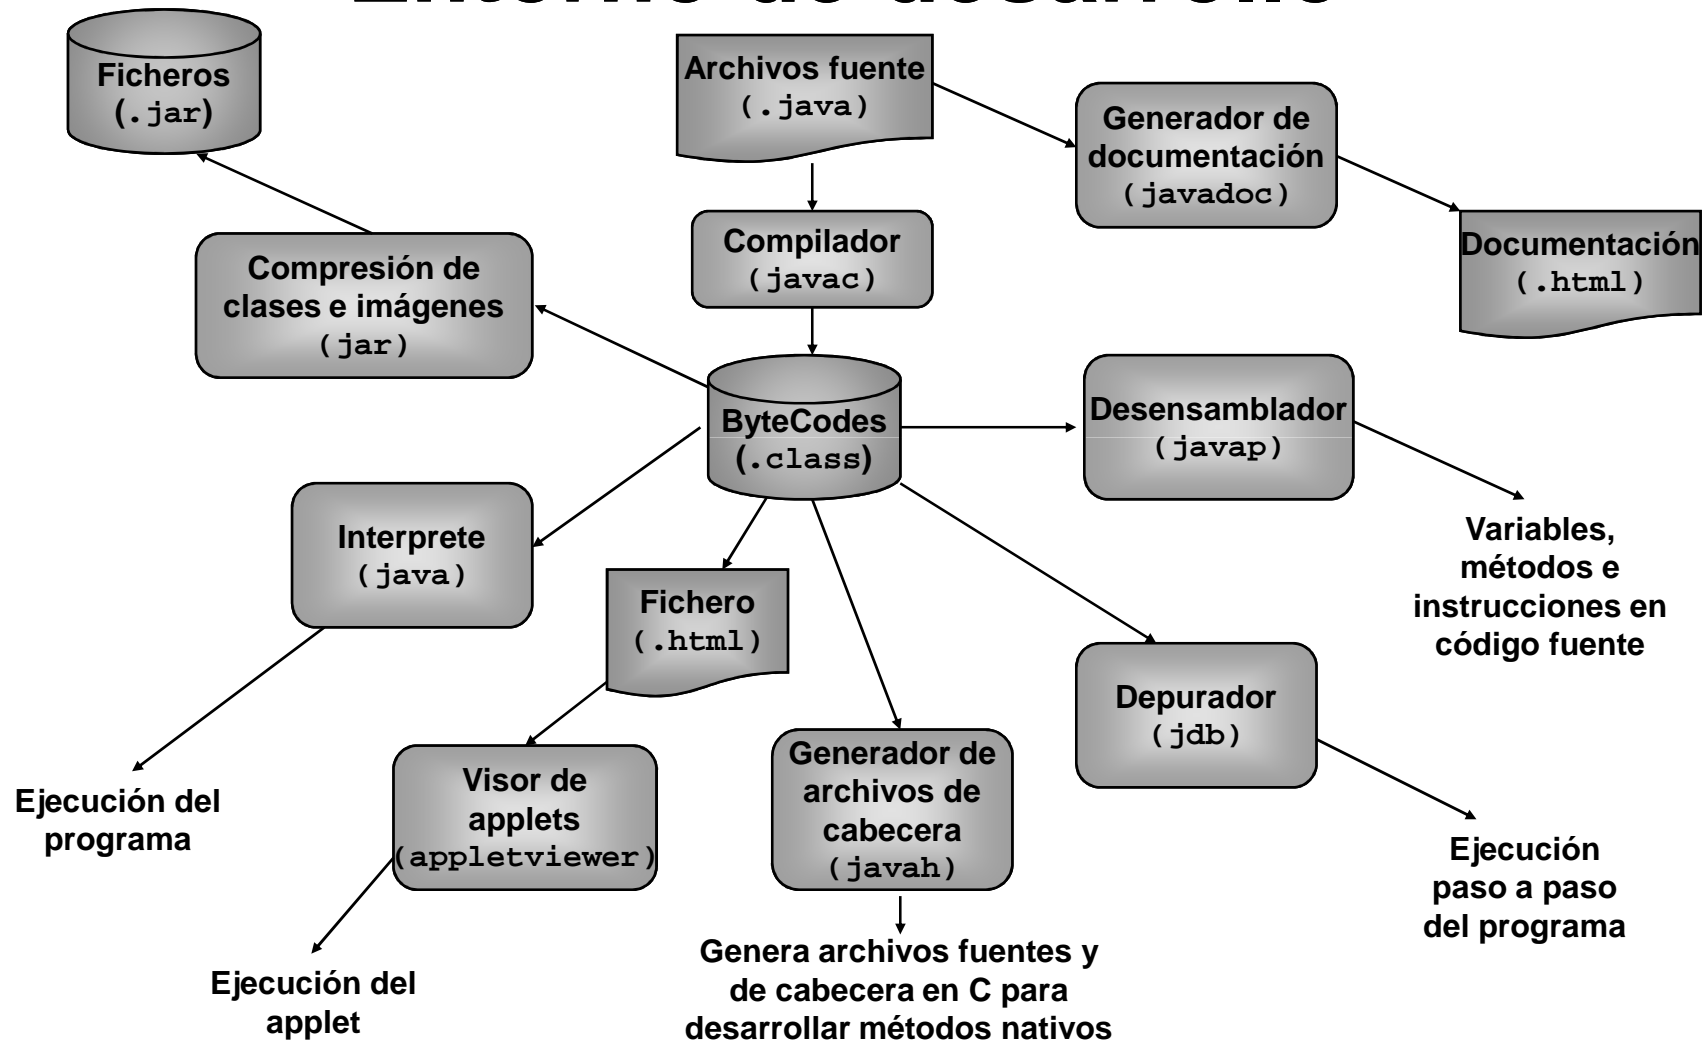 Entorno de desarrollo
Ficheros
(.jar)
Archivos fuente
(.java)
Generador de
documentación
(javadoc)
Documentación
(.html)
Compilador
(javac)
Compresión de
clases e imágenes
(jar)
ByteCodes
(.class)
Desensamblador
(javap)
Variables,
métodos e
instrucciones en
código fuente
Interprete
(java)
Fichero
(.html)
Depurador
(jdb)
Generador de
archivos de
cabecera
(javah)
Visor de
applets
(appletviewer)
Ejecución del
programa
Ejecución
paso a paso
del programa
Ejecución del
applet
Genera archivos fuentes y
de cabecera en C para
desarrollar métodos nativos